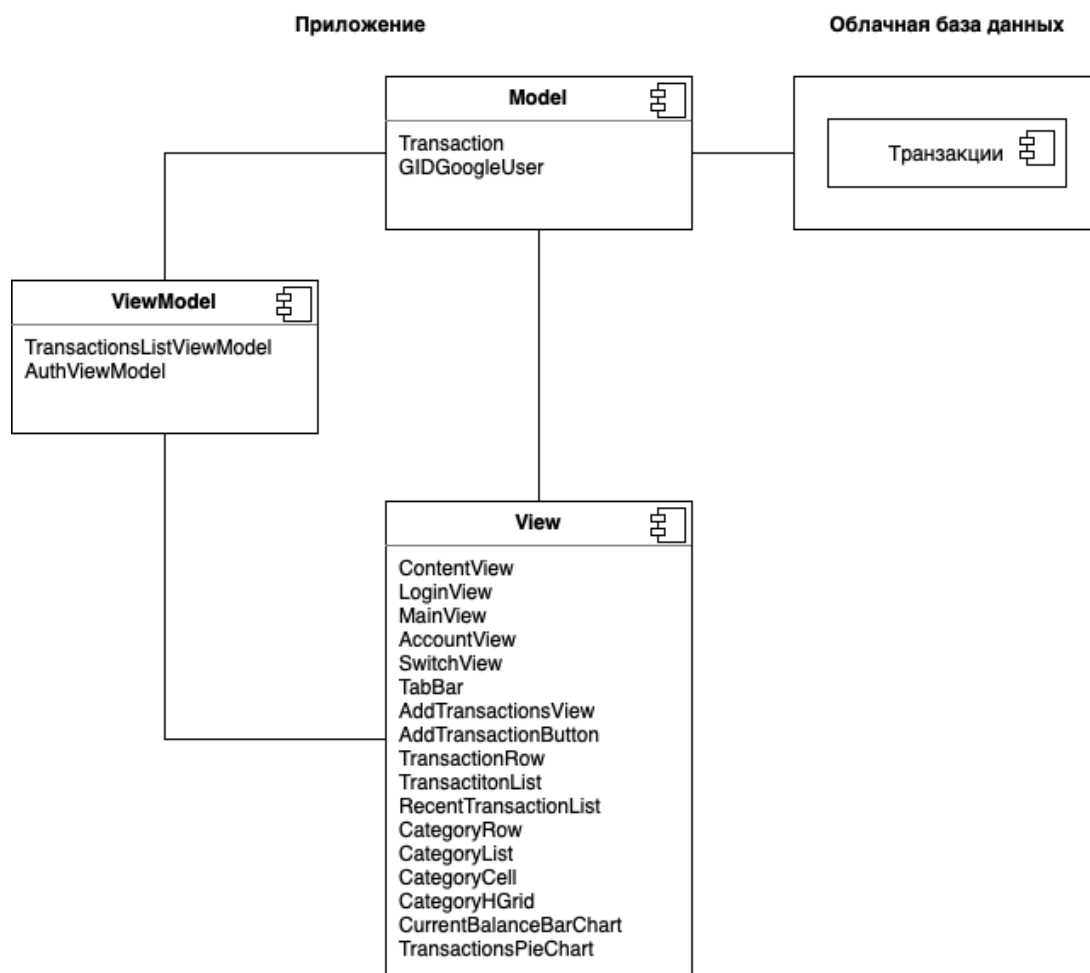 Приложение
Облачная база данных
Model
Transaction
GIDGoogleUser
Транзакции
ViewModel
TransactionsListViewModel
AuthViewModel
View
ContentView
LoginView
MainView
AccountView
SwitchView
TabBar
AddTransactionsView
AddTransactionButton
TransactionRow
TransactitonList
RecentTransactionList
CategoryRow
CategoryList
CategoryCell
CategoryHGrid
CurrentBalanceBarChart
TransactionsPieChart